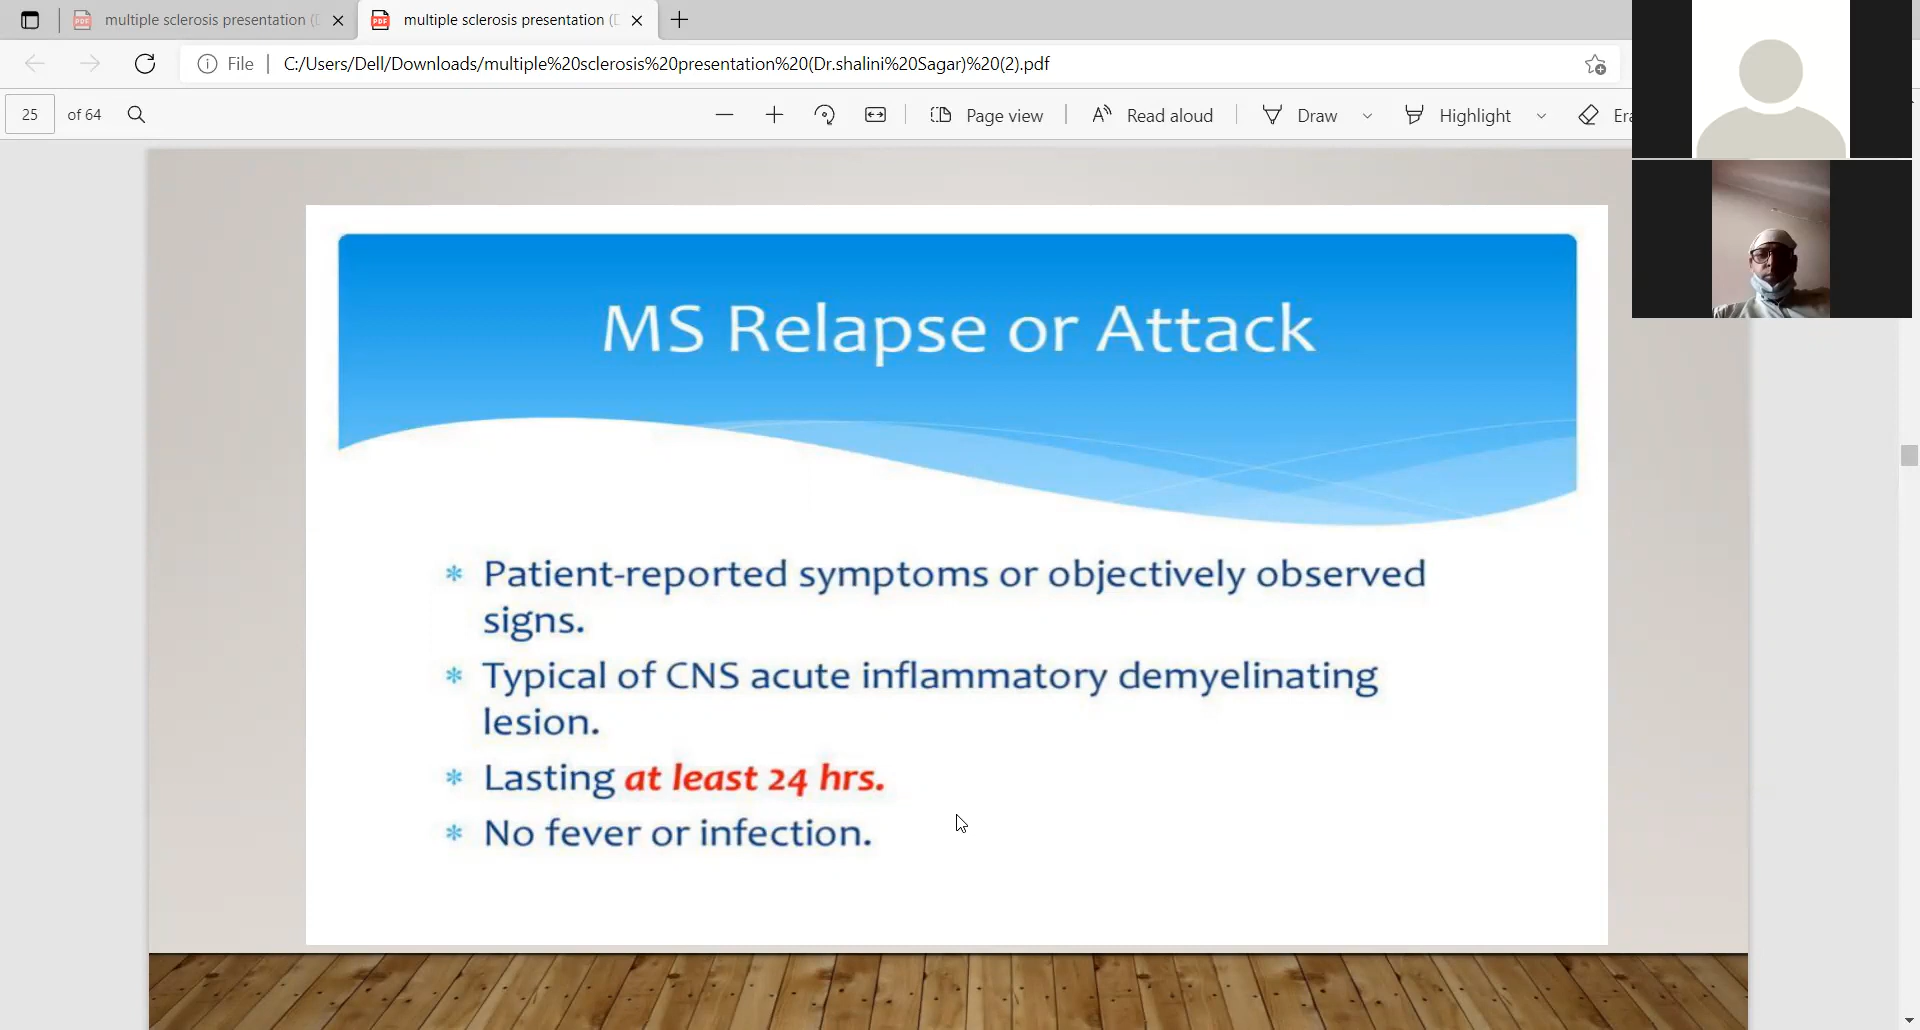 multiple sclerosis presentation (
multiple sclerosis presentation (
File
C:/Users/Dell/Downloads/multiple%20sclerosis%20presentation%20(Dr.shalini%20Sagar)%20(2).pdf
25 of 64
Page view
Read aloud
Draw
Highlight
Era
MS Relapse or Attack
* Patient-reported symptoms or objectively observed
signs.
* Typical of CNS acute inflammatory demyelinating
lesion.
* Lasting at least 24 hrs.
* No fever or infection.